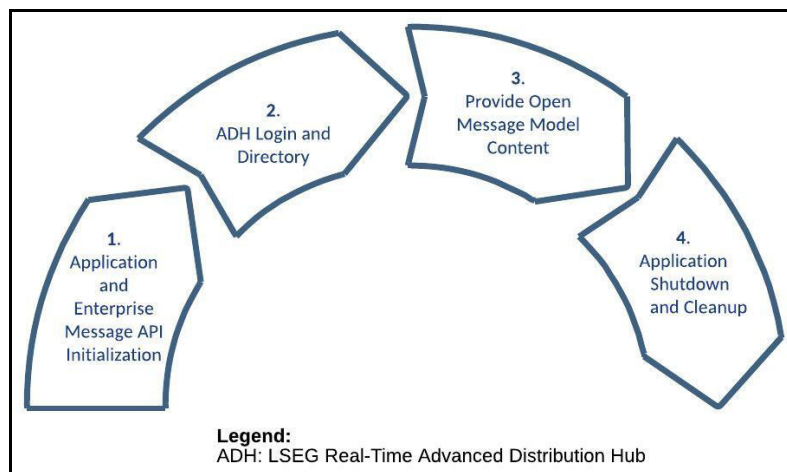 1.
Application
and
Enterprise
Message API
Initialization
2.
ADH Login and
Directory
3.
Provide Open
Message Model
Content
4.
Application
Shutdown
and Cleanup
Legend:
ADH: LSEG Real-Time Advanced Distribution Hub